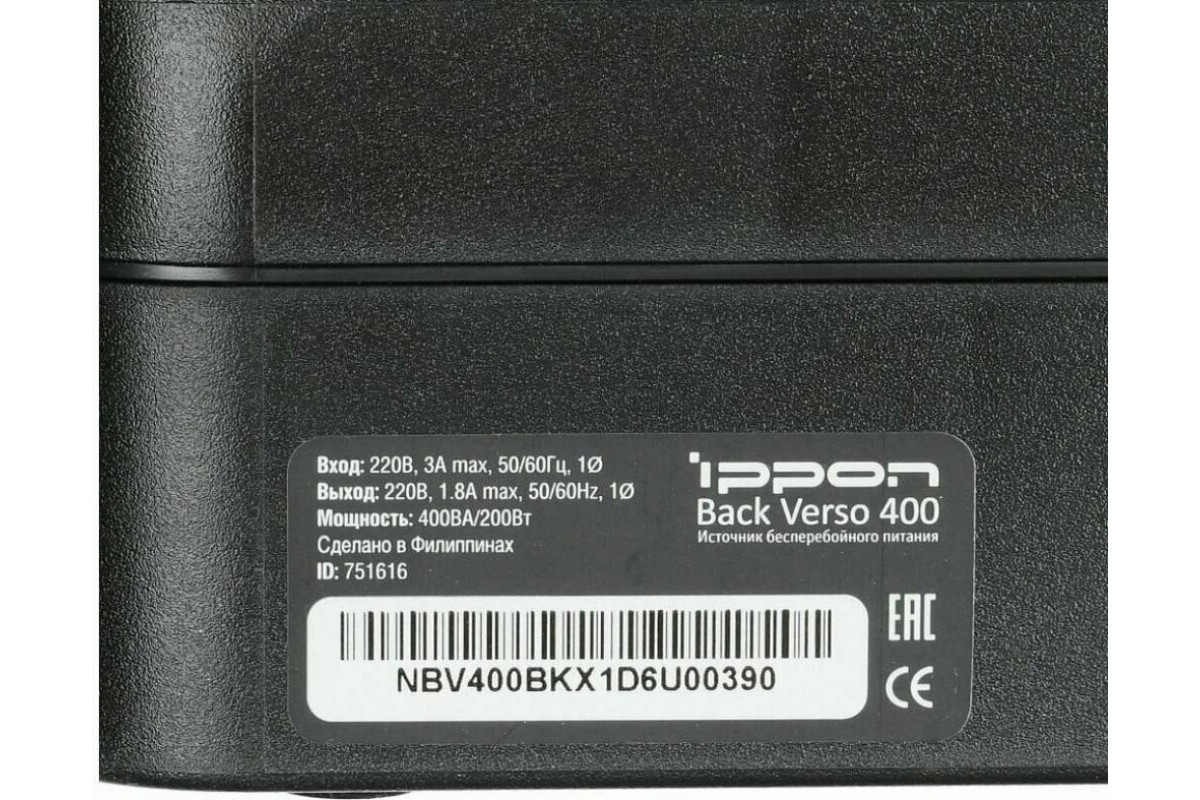 Вход: 220В, 3А max, 50/60Гц, 1Ø
Выход: 220В, 1.8А max, 50/60Hz, 1Ø
Мощность: 400ВА/200Вт
Сделано в Филиппинах
ID: 751616
ippon
Back Verso 400
Источник бесперебойного питания
NBV400BKX1D6U00390
EAC
CE